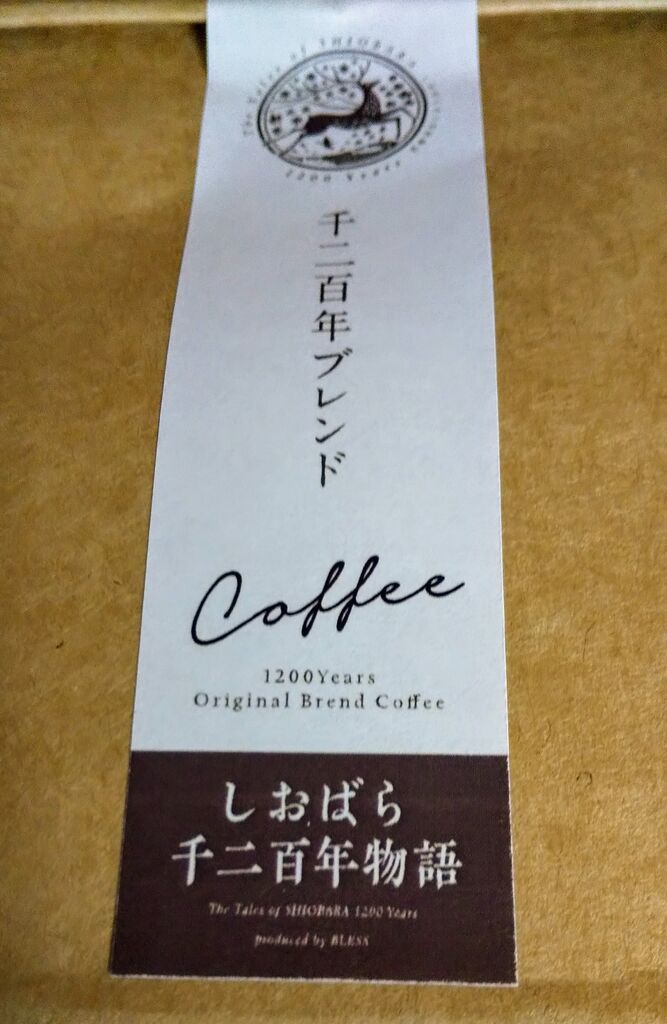 The Tales of SHIOBARA
1200 Years
千二百年ブレンド
Coffee
1200Years
Original Brend Coffee
しおばら
千二百年物語
The Tales of SHIOBARA 1200 Years
produced by BLESS